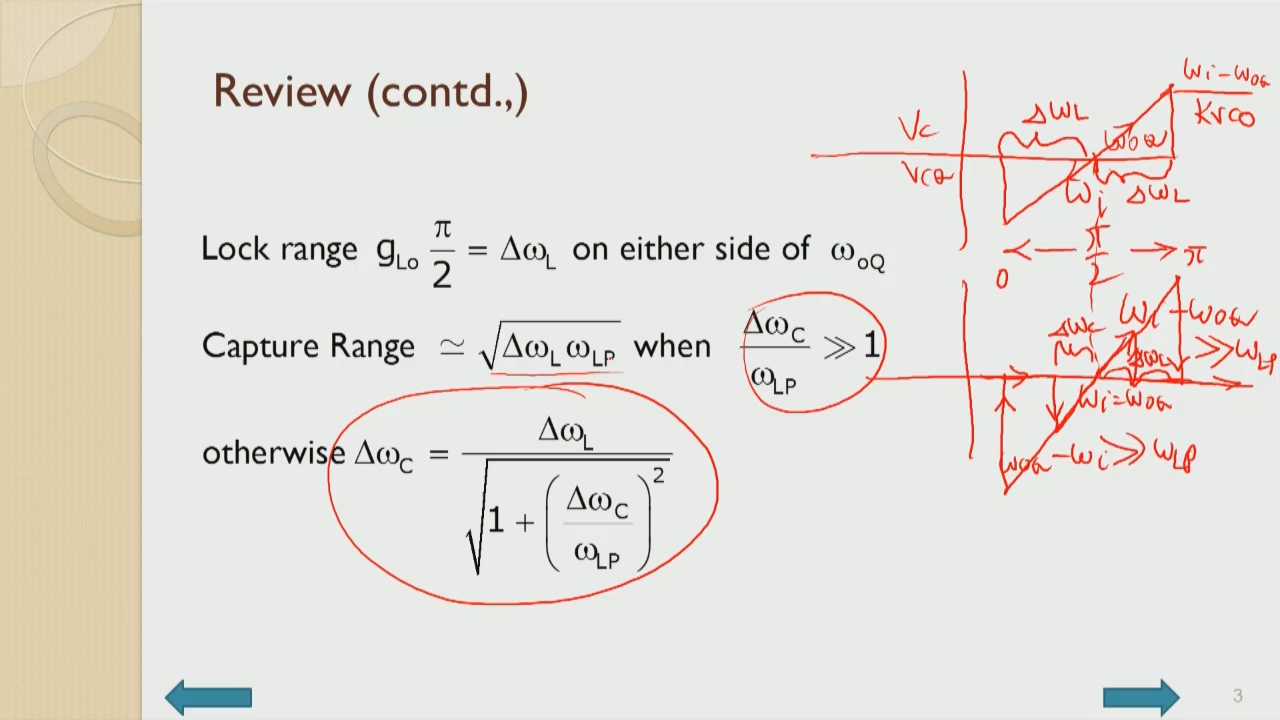 Review (contd.,)
Lock range g_Lo π/2 = Δω_L on either side of ω_oQ
Capture Range ≃ √(Δω_L ω_LP) when Δω_C/ω_LP ≫ 1
otherwise Δω_C = Δω_L / √(1 + (Δω_C/ω_LP)²)
ωi-ωoQ
KVCO
ΔωL
Vc
ωoQ
VCQ
ωi
ΔωL
0
π/2
π
ωi-ωoQ
≫ωLP
Δωc
ωi=ωoQ
ωoQ-ωi≫ωLP
3